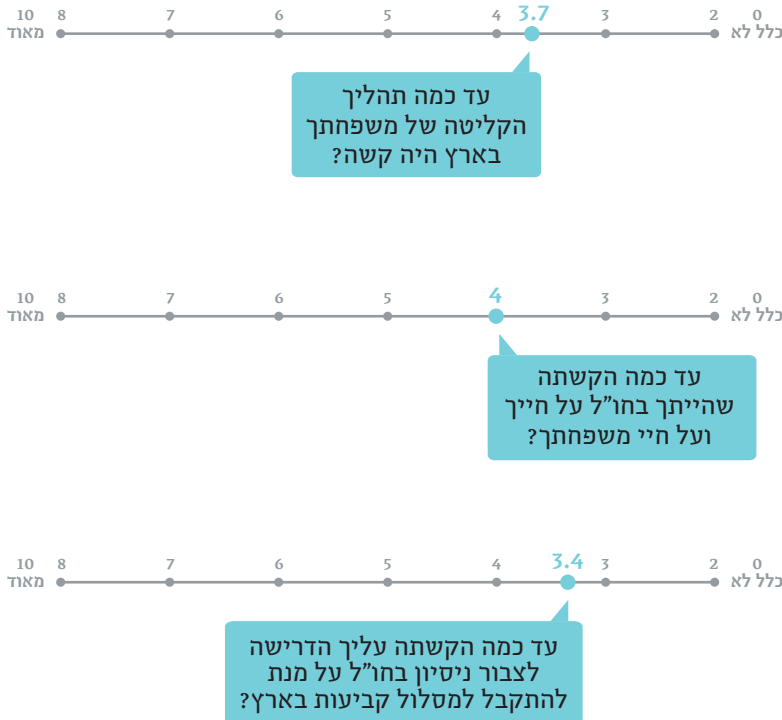 0 2 3 3.7 4 5 6 7 8 10
כלל לא מאוד
עד כמה תהליך
הקליטה של משפחתך
בארץ היה קשה?
0 2 3 4 5 6 7 8 10
כלל לא מאוד
עד כמה הקשתה
שהייתך בחו״ל על חייך
ועל חיי משפחתך?
0 2 3 3.4 4 5 6 7 8 10
כלל לא מאוד
עד כמה הקשתה עליך הדרישה
לצבור ניסיון בחו״ל על מנת
להתקבל למסלול קביעות בארץ?